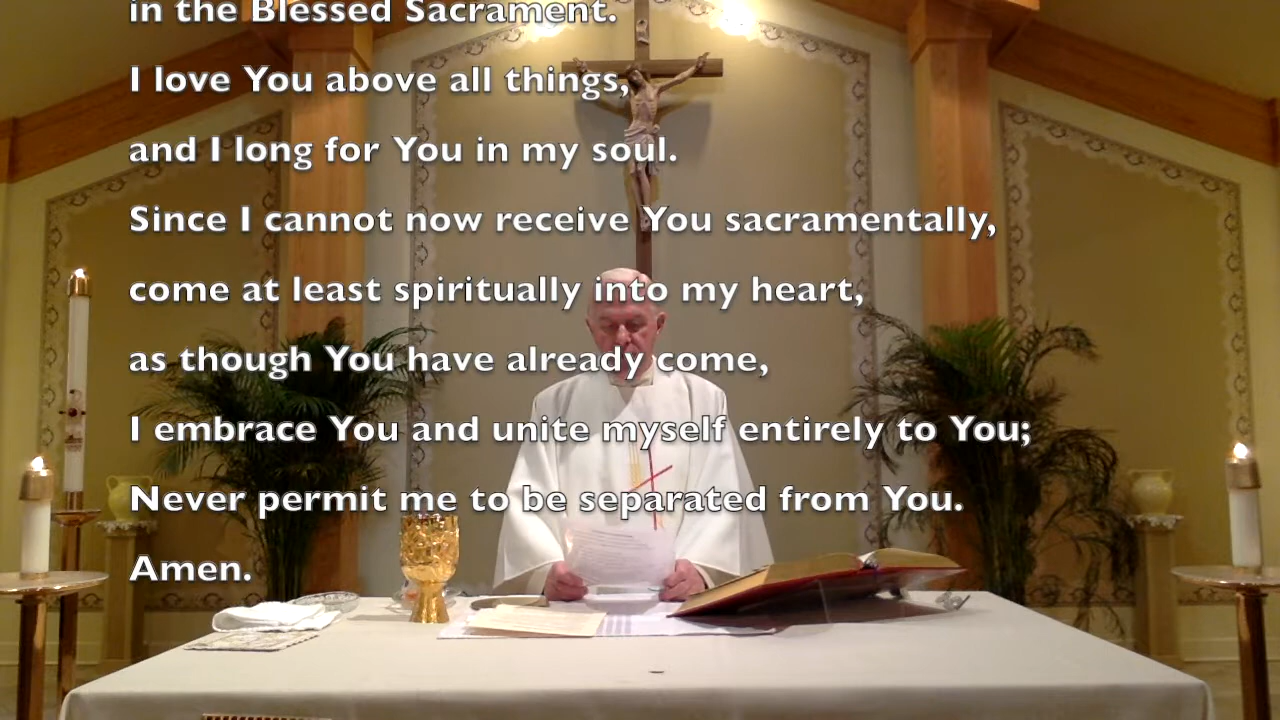 in the Blessed Sacrament.
I love You above all things,
and I long for You in my soul.
Since I cannot now receive You sacramentally,
come at least spiritually into my heart,
as though You have already come,
I embrace You and unite myself entirely to You;
Never permit me to be separated from You.
Amen.